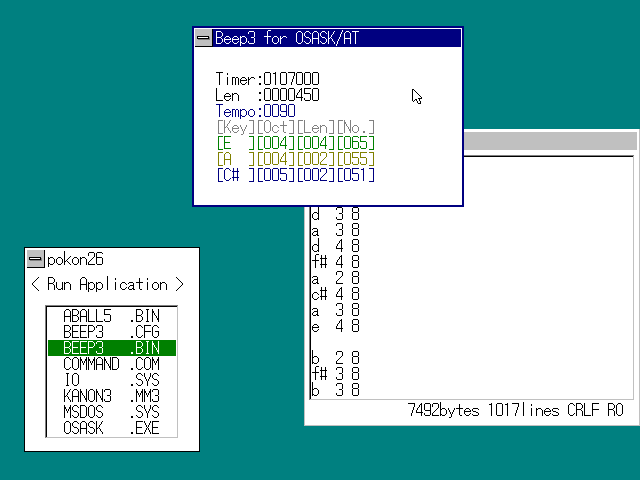 Beep3 for OSASK/AT
Timer:0107000
Len  :0000450
Tempo:0090
[Key][Oct][Len][No.]
[E  ][004][004][065]
[A  ][004][002][055]
[C# ][005][002][051]
d  3 8
a  3 8
d  4 8
f# 4 8
a  2 8
c# 4 8
a  3 8
e  4 8
b  2 8
f# 3 8
b  3 8
7492bytes 1017lines CRLF RO
pokon26
< Run Application >
ABALL5  .BIN
BEEP3   .CFG
BEEP3   .BIN
COMMAND .COM
IO      .SYS
KANON3  .MM3
MSDOS   .SYS
OSASK   .EXE